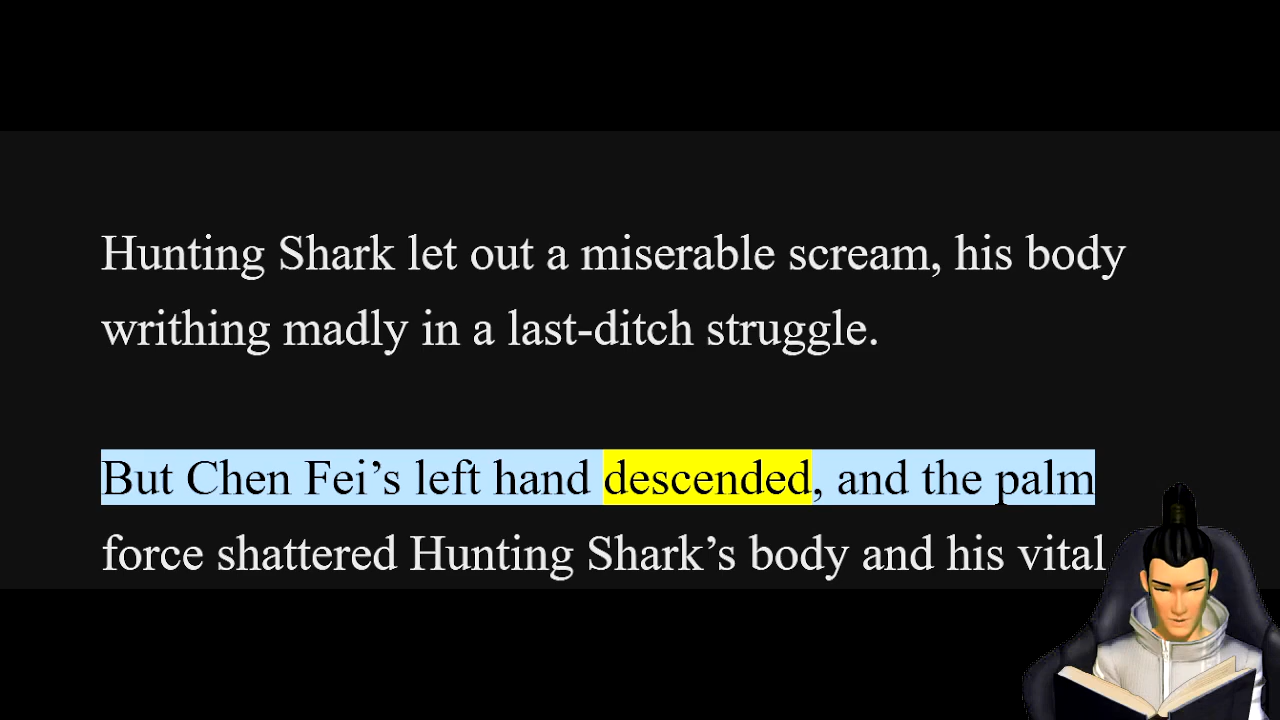 Hunting Shark let out a miserable scream, his body
writhing madly in a last-ditch struggle.
But Chen Fei’s left hand descended, and the palm
force shattered Hunting Shark’s body and his vital